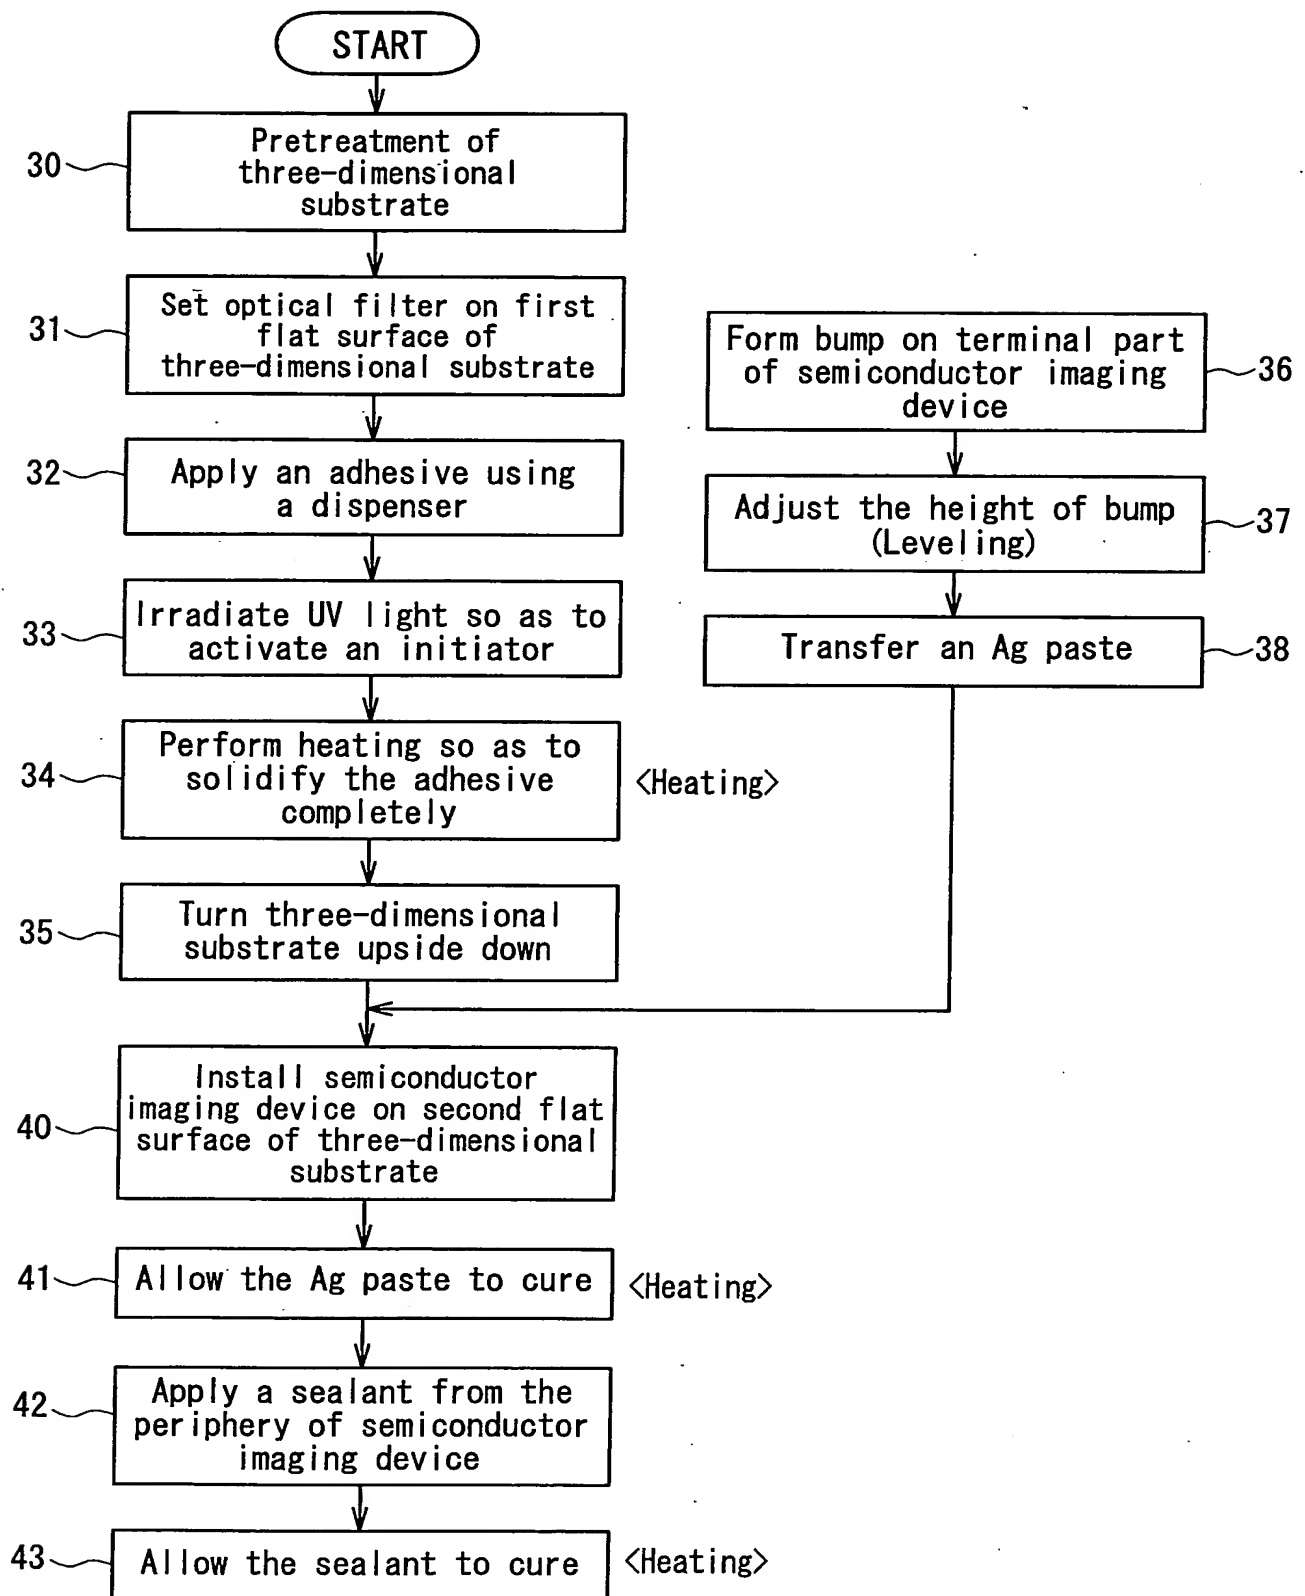 START
30
Pretreatment of
three-dimensional
substrate
31
Set optical filter on first
flat surface of
three-dimensional substrate
32
Apply an adhesive using
a dispenser
33
Irradiate UV light so as to
activate an initiator
34
Perform heating so as to
solidify the adhesive
completely
<Heating>
35
Turn three-dimensional
substrate upside down
Form bump on terminal part
of semiconductor imaging
device
36
Adjust the height of bump
(Leveling)
37
Transfer an Ag paste
38
40
Install semiconductor
imaging device on second flat
surface of three-dimensional
substrate
41
Allow the Ag paste to cure
<Heating>
42
Apply a sealant from the
periphery of semiconductor
imaging device
43
Allow the sealant to cure
<Heating>